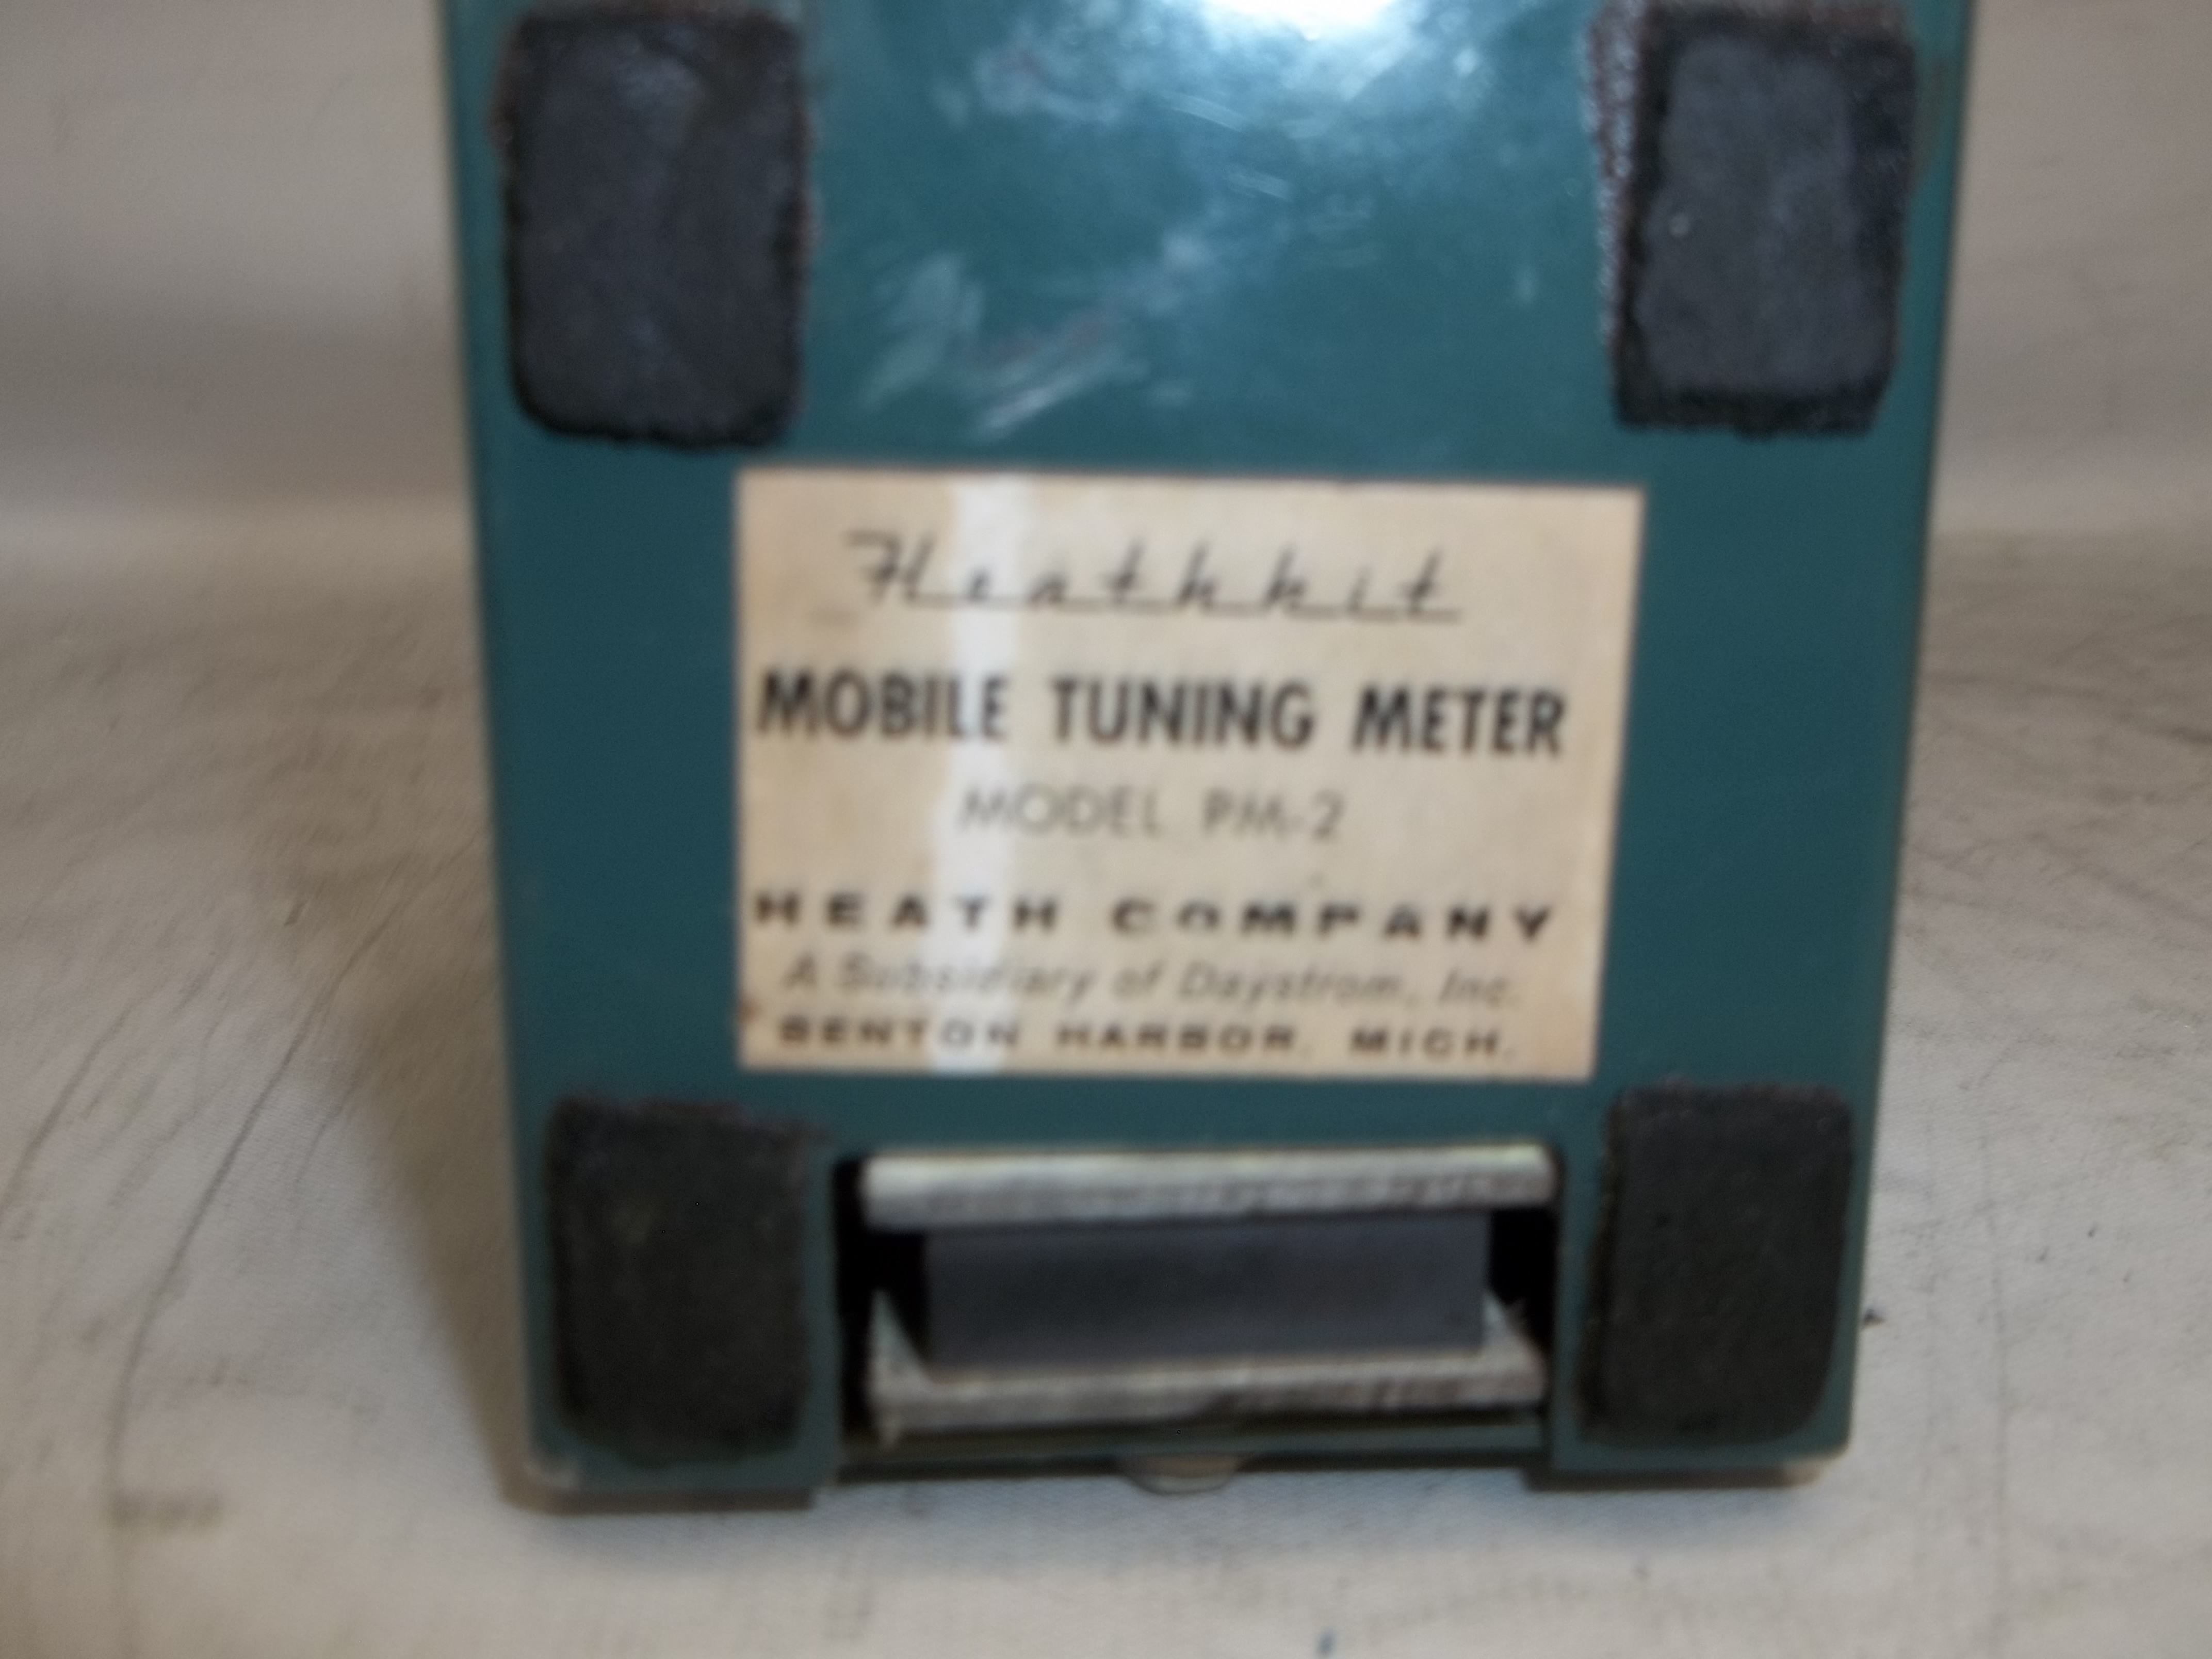 Heathkit
MOBILE TUNING METER
MODEL PM-2
HEATH COMPANY
A Subsidiary of Daystrom, Inc.
BENTON HARBOR, MICH.